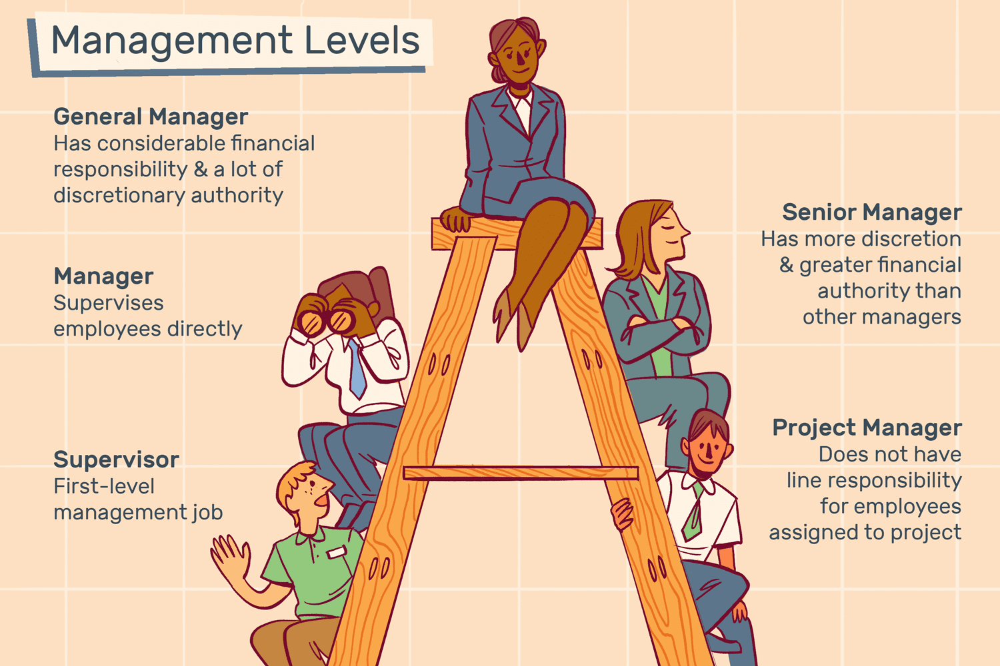 Management Levels
General Manager
Has considerable financial
responsibility & a lot of
discretionary authority
Manager
Supervises
employees directly
Supervisor
First-level
management job
Senior Manager
Has more discretion
& greater financial
authority than
other managers
Project Manager
Does not have
line responsibility
for employees
assigned to project